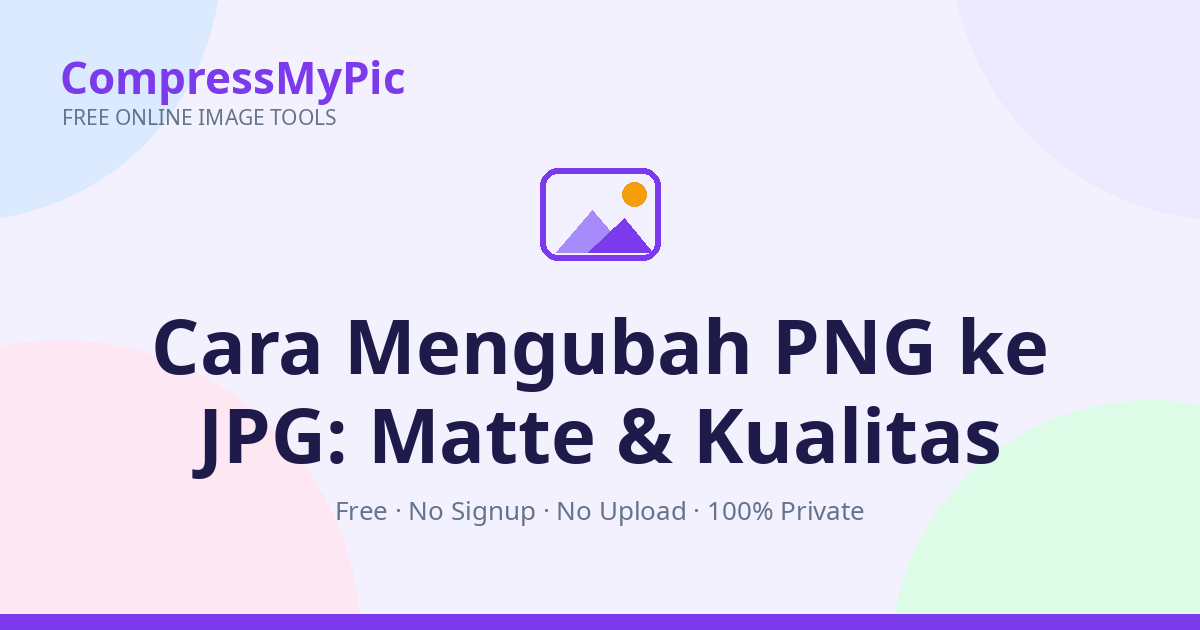 CompressMyPic
FREE ONLINE IMAGE TOOLS
Cara Mengubah PNG ke
JPG: Matte & Kualitas
Free · No Signup · No Upload · 100% Private